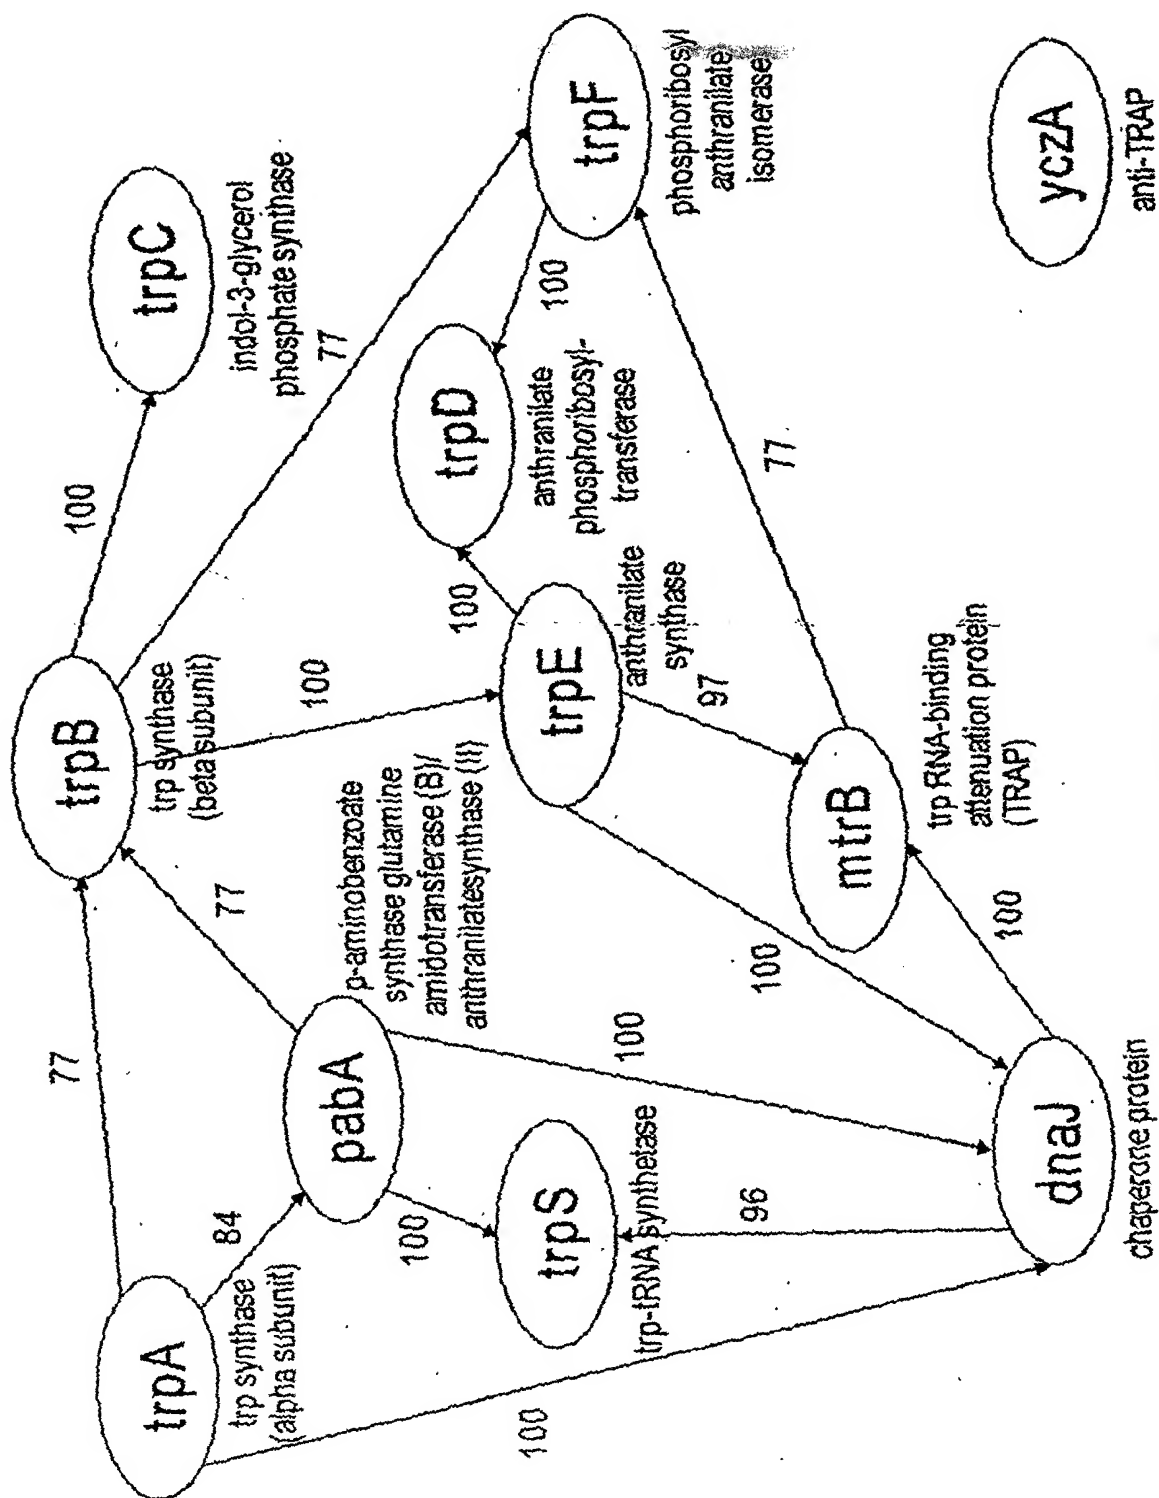 trpA
trp synthase
(alpha subunit)
77
84
100
pabA
p-aminobenzoate
synthase glutamine
amidotransferase (B)/
anthranilatesynthase (II)
77
100
100
trpS
trp-tRNA synthetase
96
trpB
trp synthase
(beta subunit)
100
77
100
trpC
indol-3-glycerol
phosphate synthase
trpE
anthranilate
synthase
100
97
100
trpD
anthranilate
phosphoribosyl-
transferase
100
trpF
phosphoribosyl
anthranilate
isomerase
77
mtrB
trp RNA-binding
attenuation protein
(TRAP)
100
dnaJ
chaperone protein
yczA
anti-TRAP